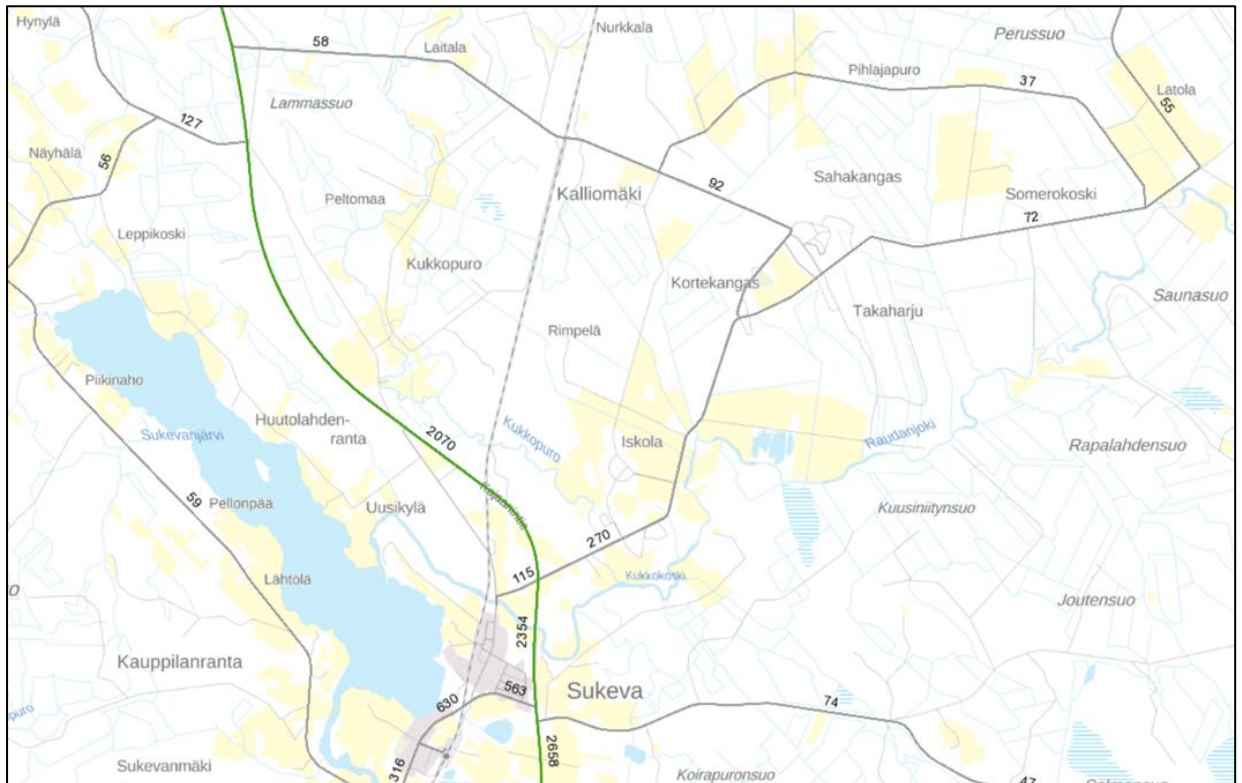 Hynylä
58
Laitala
Nurkkala
Perussuo
Pihlajapuro
37
Latola
55
Lammassuo
127
Näyhälä
56
Peltomaa
Kalliomäki
92
Sahakangas
Somerokoski
72
Leppikoski
Kukkopuro
Kortekangas
Takaharju
Saunasuo
Rimpelä
Piikinaho
Sukevanjärvi
Huutolahden-
ranta
2070
Kukkopuro
Iskola
Raudanjoki
Rapalahdensuo
59
Pellonpää
Uusikylä
Kajaanintie
Kuusiniitynsuo
270
115
Kukkokoski
Lähtölä
Joutensuo
2354
Kauppilanranta
563
Sukeva
630
74
2658
316
Sukevanmäki
Koirapuronsuo